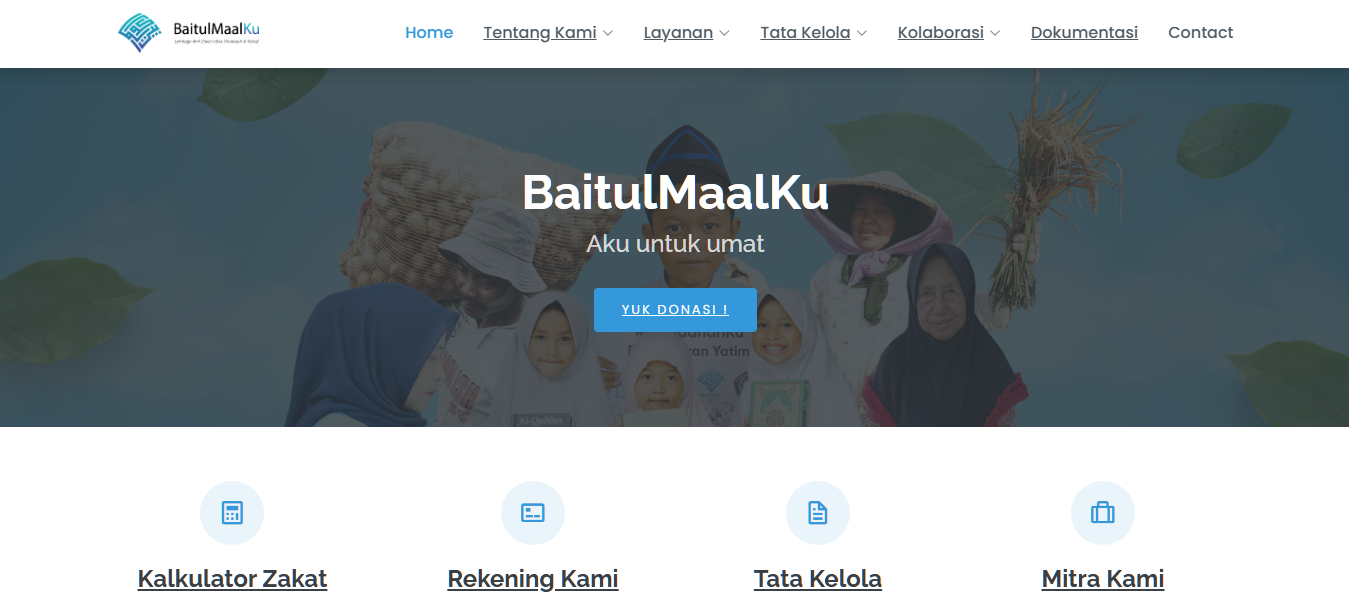 BaitulMaalKu
Home Tentang Kami Layanan Tata Kelola Kolaborasi Dokumentasi Contact
BaitulMaalKu
Aku untuk umat
YUK DONASI !
Yatim
Kalkulator Zakat Rekening Kami Tata Kelola Mitra Kami